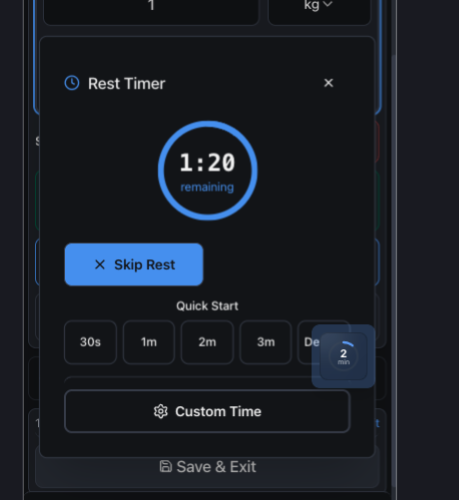 1
kg
Rest Timer
1:20
remaining
Skip Rest
Quick Start
30s
1m
2m
3m
De
2
min
Custom Time
Save & Exit